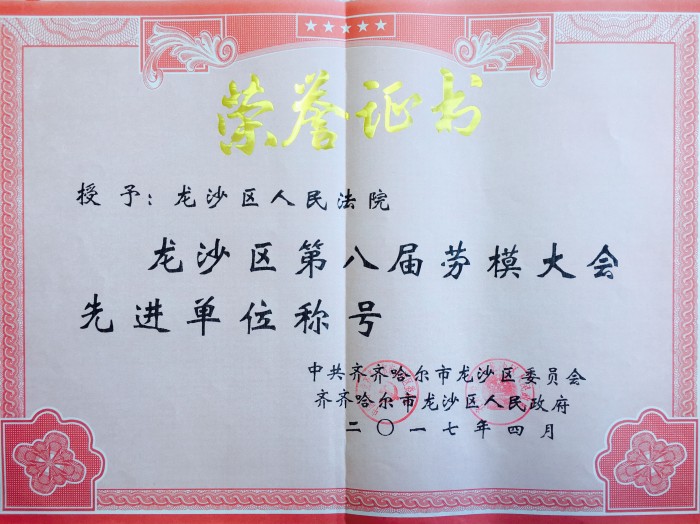 荣誉证书
授予：龙沙区人民法院
龙沙区第八届劳模大会
先进单位称号
中共齐齐哈尔市龙沙区委员会
齐齐哈尔市龙沙区人民政府
二〇一七年四月